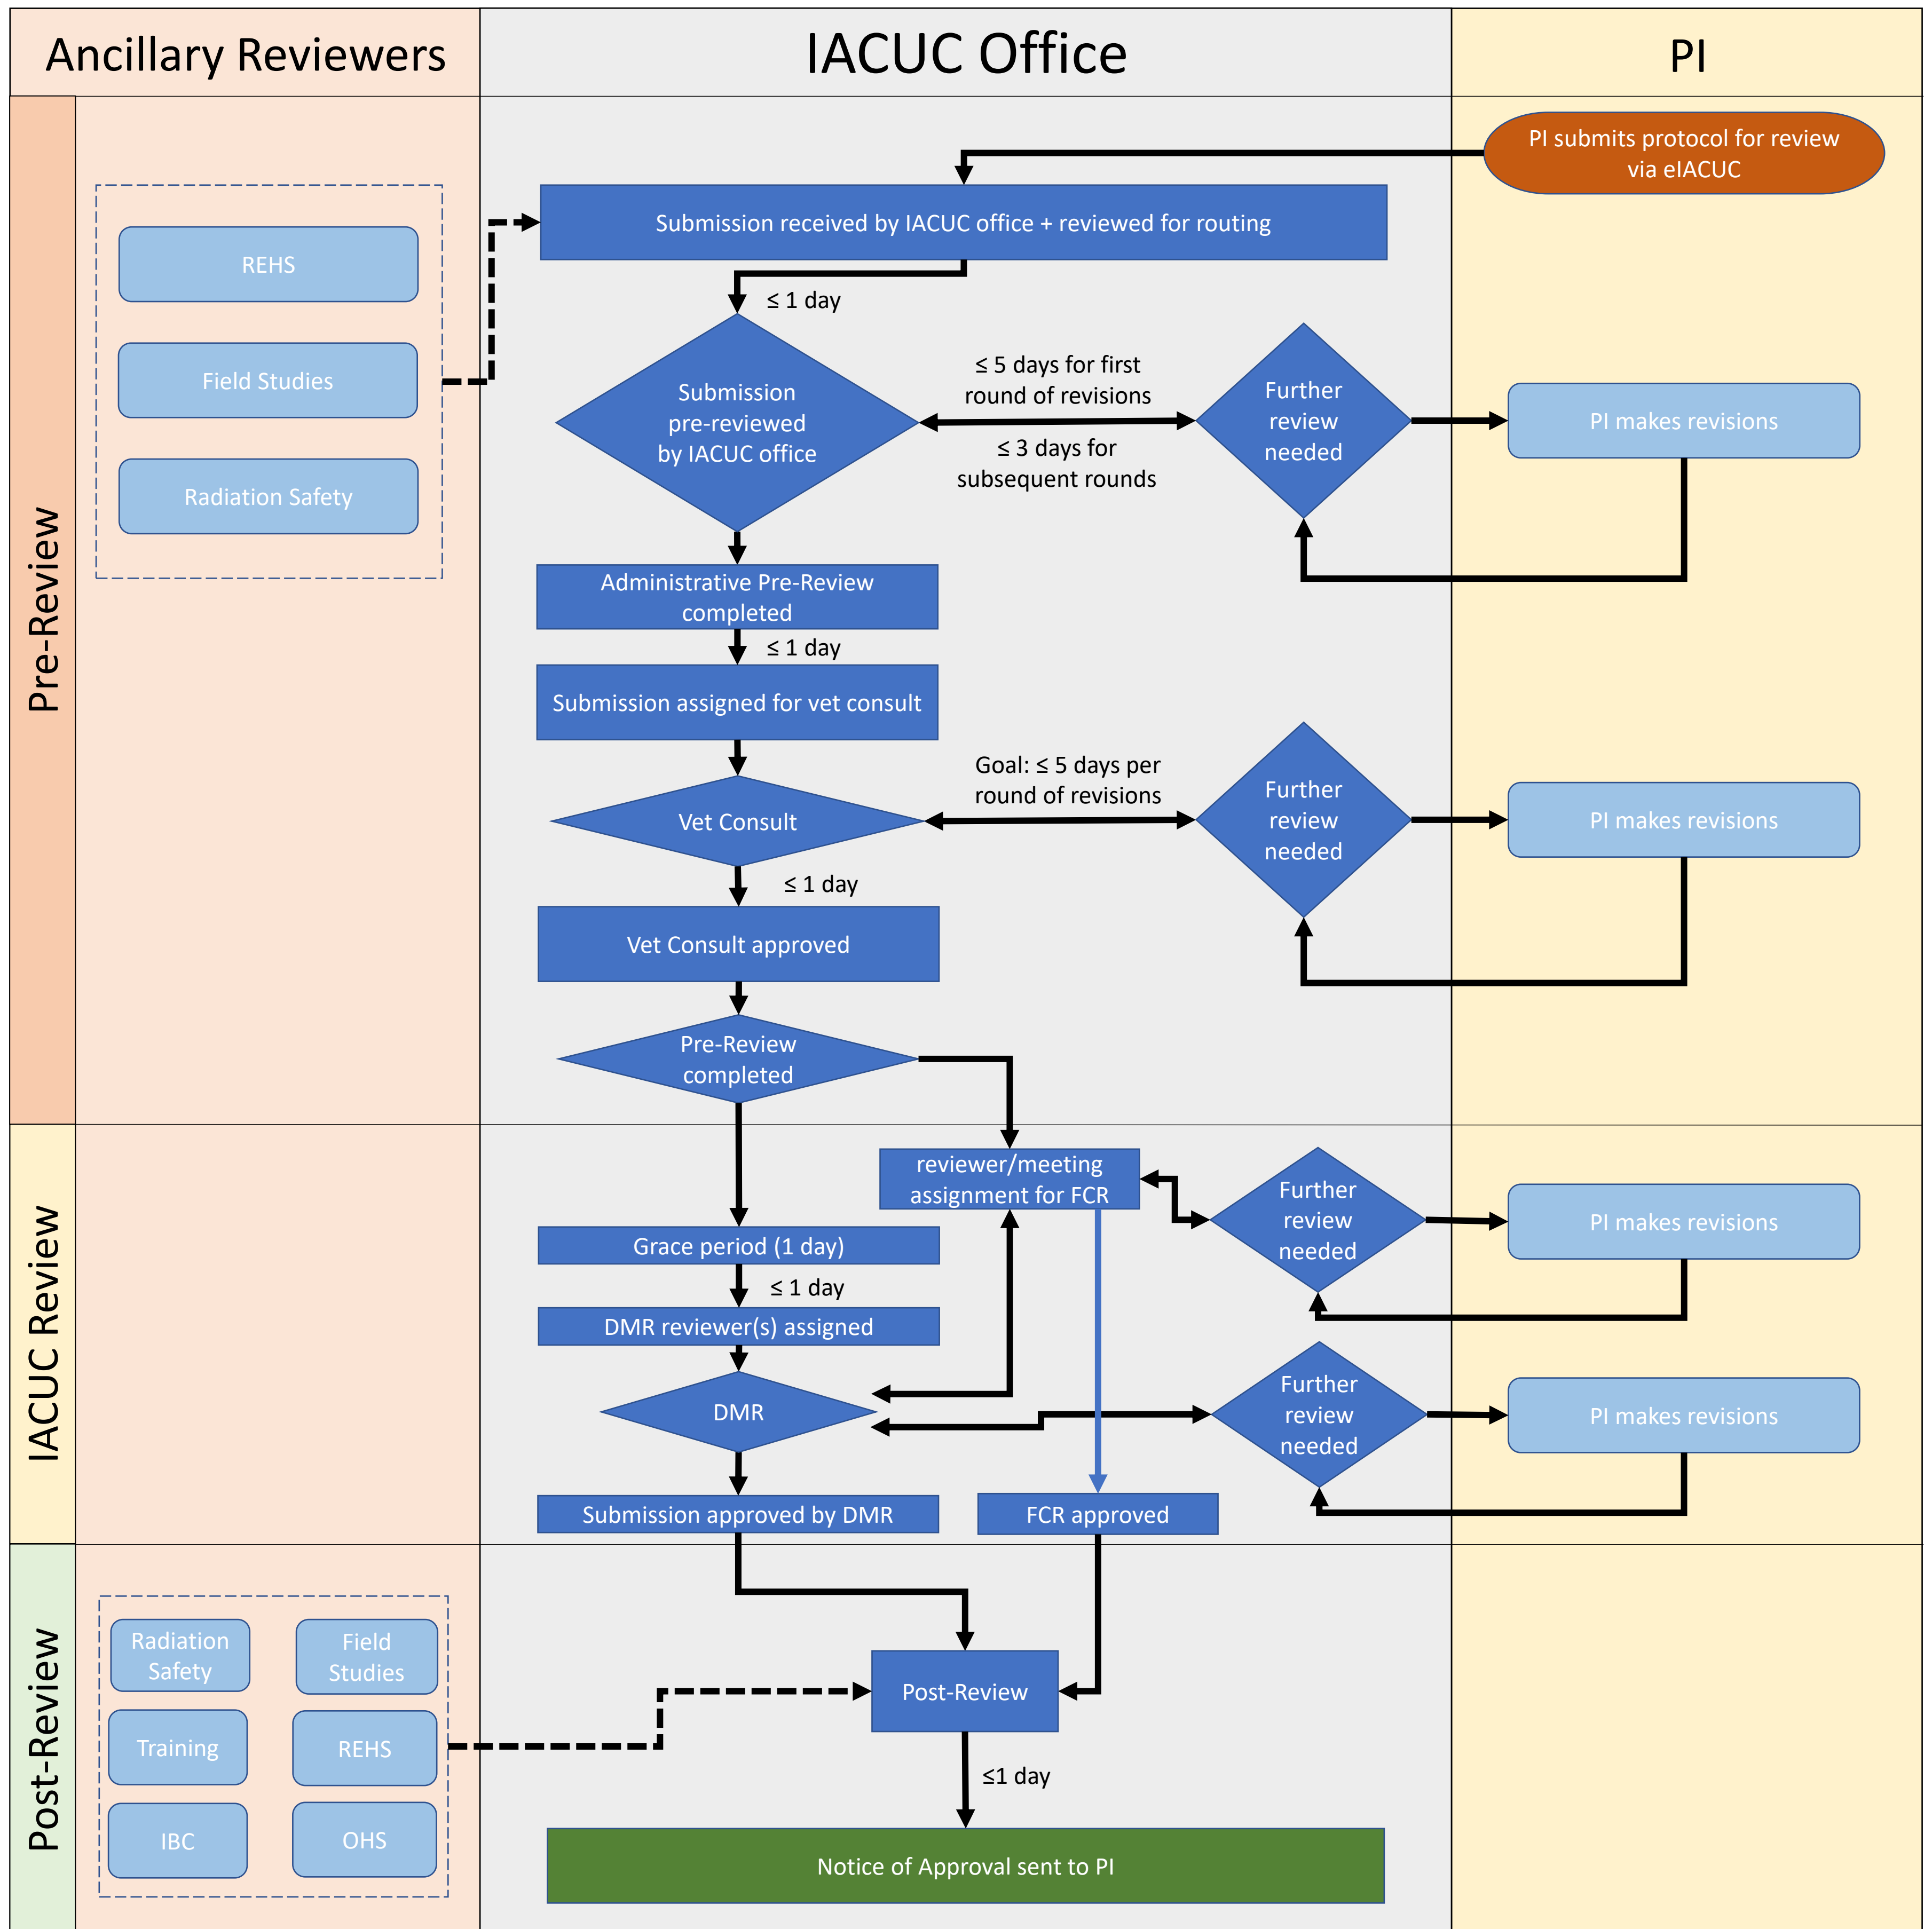 Ancillary Reviewers
IACUC Office
PI
Pre-Review
PI submits protocol for review
via eIACUC
Submission received by IACUC office + reviewed for routing
REHS
Field Studies
Radiation Safety
≤ 1 day
Submission
pre-reviewed
by IACUC office
≤ 5 days for first
round of revisions
≤ 3 days for
subsequent rounds
Further
review
needed
PI makes revisions
Administrative Pre-Review
completed
≤ 1 day
Submission assigned for vet consult
Vet Consult
Goal: ≤ 5 days per
round of revisions
Further
review
needed
PI makes revisions
≤ 1 day
Vet Consult approved
Pre-Review
completed
IACUC Review
reviewer/meeting
assignment for FCR
Further
review
needed
PI makes revisions
Grace period (1 day)
≤ 1 day
DMR reviewer(s) assigned
DMR
Further
review
needed
PI makes revisions
Submission approved by DMR
FCR approved
Post-Review
Radiation
Safety
Field
Studies
Training
REHS
IBC
OHS
Post-Review
≤1 day
Notice of Approval sent to PI